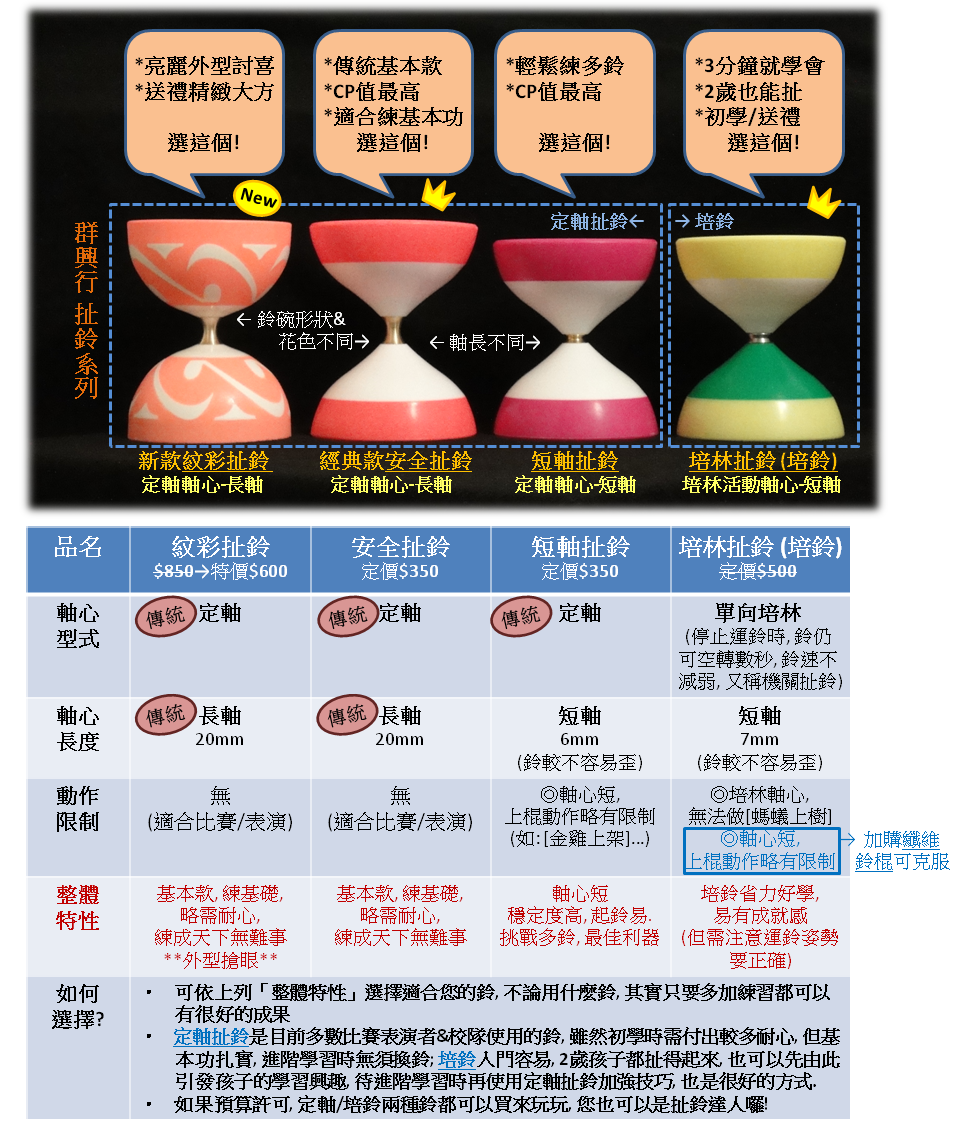 *亮麗外型討喜
*送禮精緻大方
選這個!
*傳統基本款
*CP值最高
*適合練基本功
選這個!
*輕鬆練多鈴
*CP值最高
選這個!
*3分鐘就學會
*2歲也能扯
*初學/送禮
選這個!
New
群興行 扯鈴系列
定軸扯鈴←
→培鈴
←鈴碗形狀&
花色不同→
←軸長不同→
新款紋彩扯鈴
定軸軸心-長軸
經典款安全扯鈴
定軸軸心-長軸
短軸扯鈴
定軸軸心-短軸
培林扯鈴(培鈴)
培林活動軸心-短軸
品名
紋彩扯鈴
$850→特價$600
安全扯鈴
定價$350
短軸扯鈴
定價$350
培林扯鈴(培鈴)
定價$500
軸心
型式
傳統 定軸
傳統 定軸
傳統 定軸
單向培林
(停止運鈴時, 鈴仍
可空轉數秒, 鈴速不
減弱, 又稱機關扯鈴)
軸心
長度
傳統 長軸
20mm
傳統 長軸
20mm
短軸
6mm
(鈴較不容易歪)
短軸
7mm
(鈴較不容易歪)
動作
限制
無
(適合比賽/表演)
無
(適合比賽/表演)
◎軸心短,
上棍動作略有限制
(如:[金雞上架]...)
◎培林軸心,
無法做[螞蟻上樹]
◎軸心短,
上棍動作略有限制
→ 加購纖維
鈴棍可克服
整體
特性
基本款, 練基礎,
略需耐心,
練成天下無難事
**外型搶眼**
基本款, 練基礎,
略需耐心,
練成天下無難事
軸心短
穩定度高, 起鈴易.
挑戰多鈴, 最佳利器
培鈴省力好學,
易有成就感
(但需注意運鈴姿勢
要正確)
如何
選擇?
• 可依上列「整體特性」選擇適合您的鈴, 不論用什麼鈴, 其實只要多加練習都可以
有很好的成果
• 定軸扯鈴是目前多數比賽表演者&校隊使用的鈴, 雖然初學時需付出較多耐心, 但基
本功扎實, 進階學習時無須換鈴; 培鈴入門容易, 2歲孩子都扯得起來, 也可以先由此
引發孩子的學習興趣, 待進階學習時再使用定軸扯鈴加強技巧, 也是很好的方式.
• 如果預算許可, 定軸/培鈴兩種鈴都可以買來玩玩, 您也可以是扯鈴達人囉!